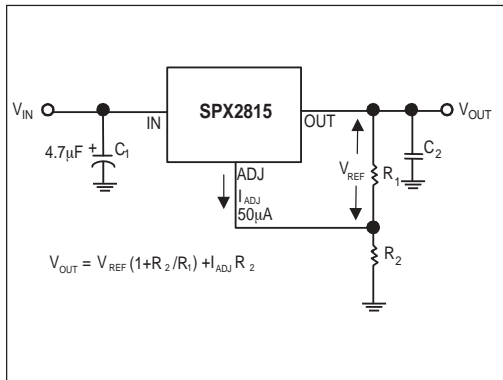 SPX2815
V_IN
IN
OUT
V_OUT
4.7μF + C_1
ADJ
I_ADJ
50μA
V_REF
R_1
C_2
R_2
V_OUT = V_REF (1+R_2/R_1) +I_ADJ R_2